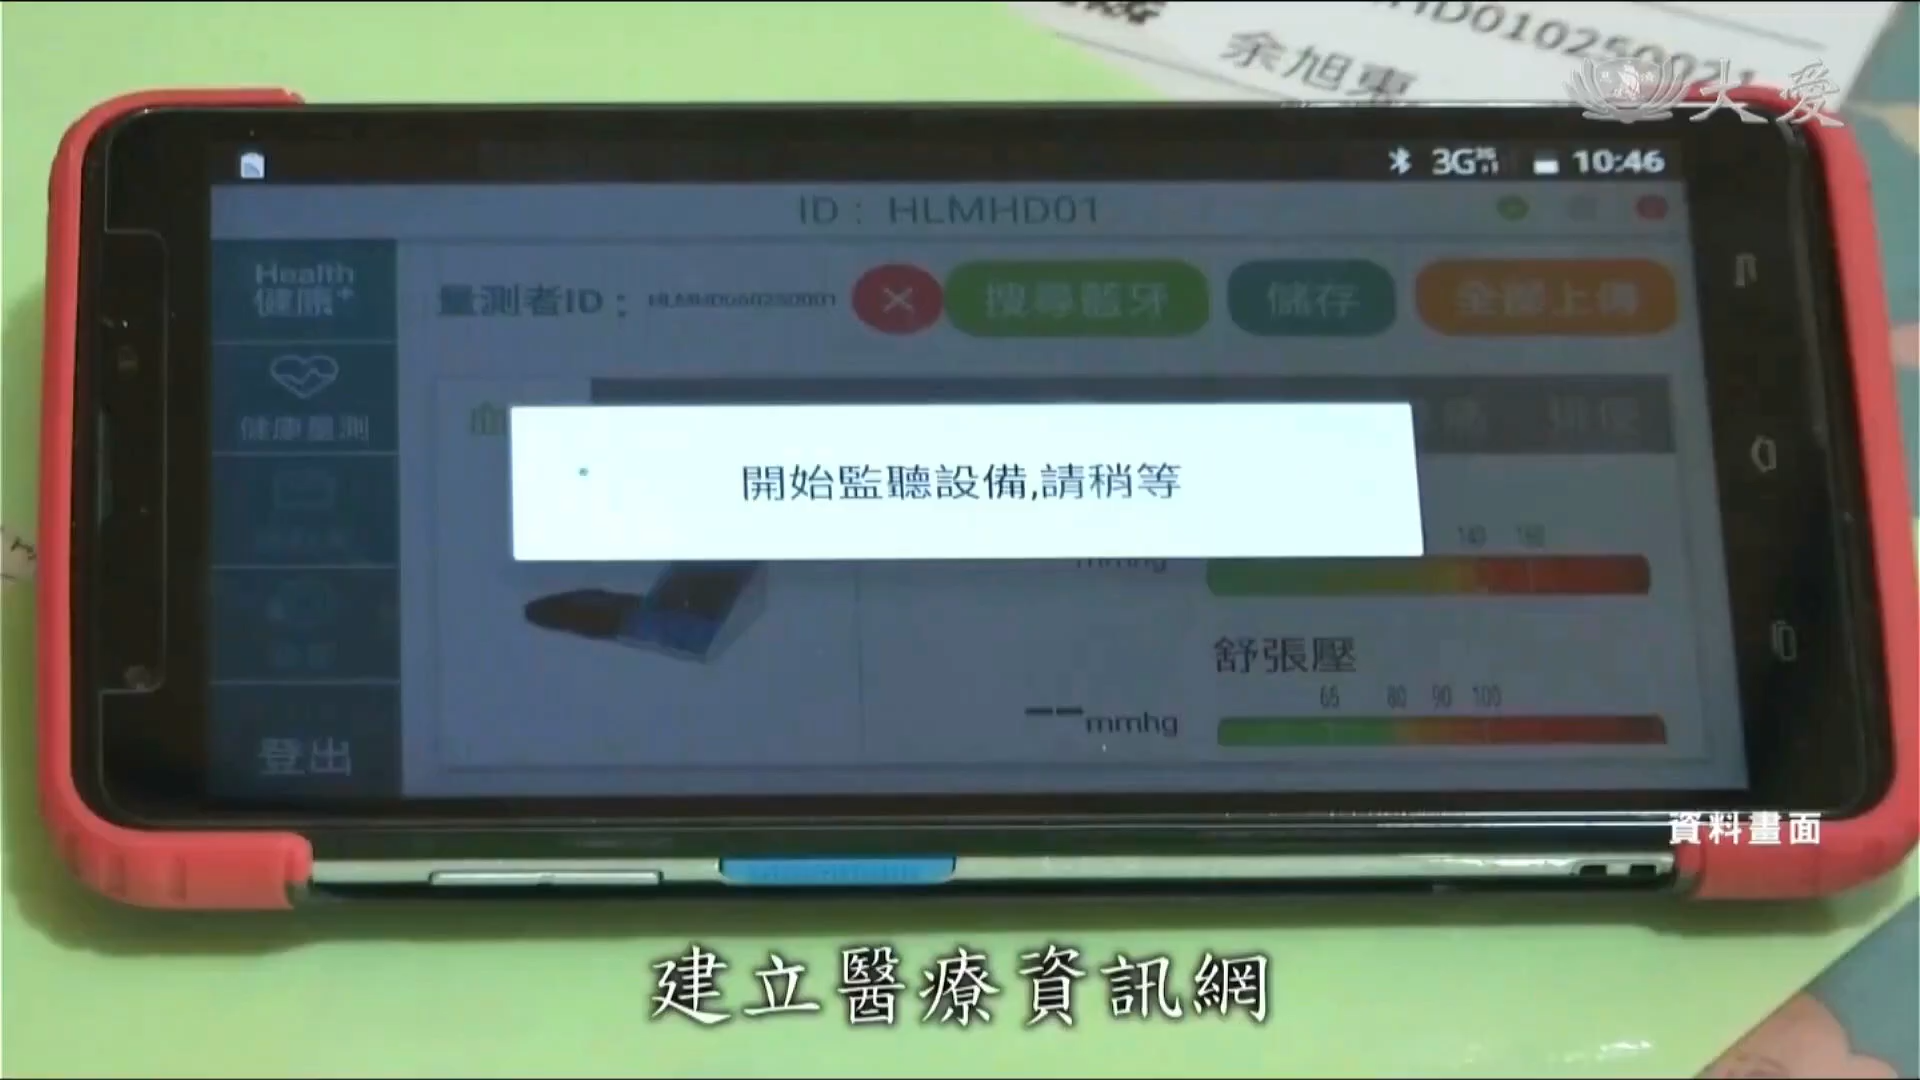 余旭東
大愛
3G 10:46
ID : HLMHD01
Health
健康+
量測者ID :
搜尋藍牙
儲存
全部上傳
健康量測
開始監聽設備,請稍等
140 160
mmhg
舒張壓
65 80 90 100
--mmhg
登出
資料畫面
建立醫療資訊網